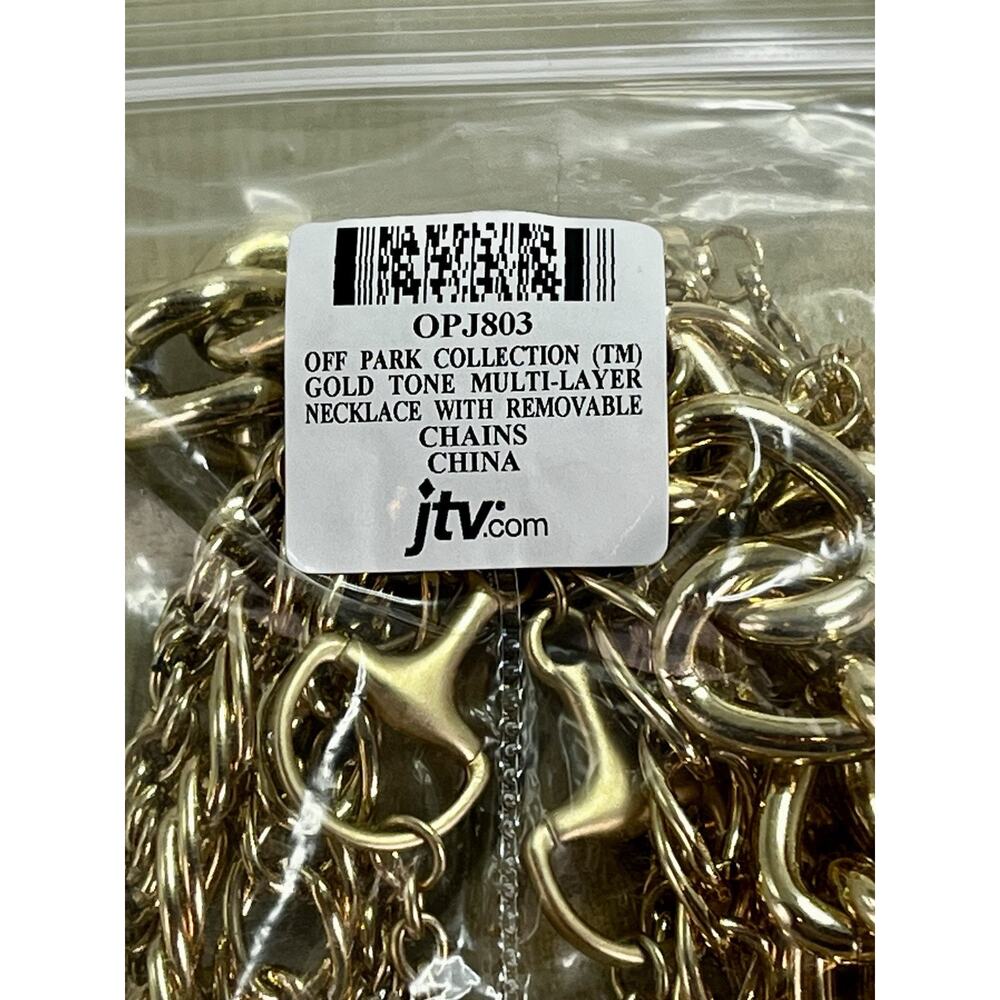 OPJ803
OFF PARK COLLECTION (TM)
GOLD TONE MULTI-LAYER
NECKLACE WITH REMOVABLE
CHAINS
CHINA
jtv.com